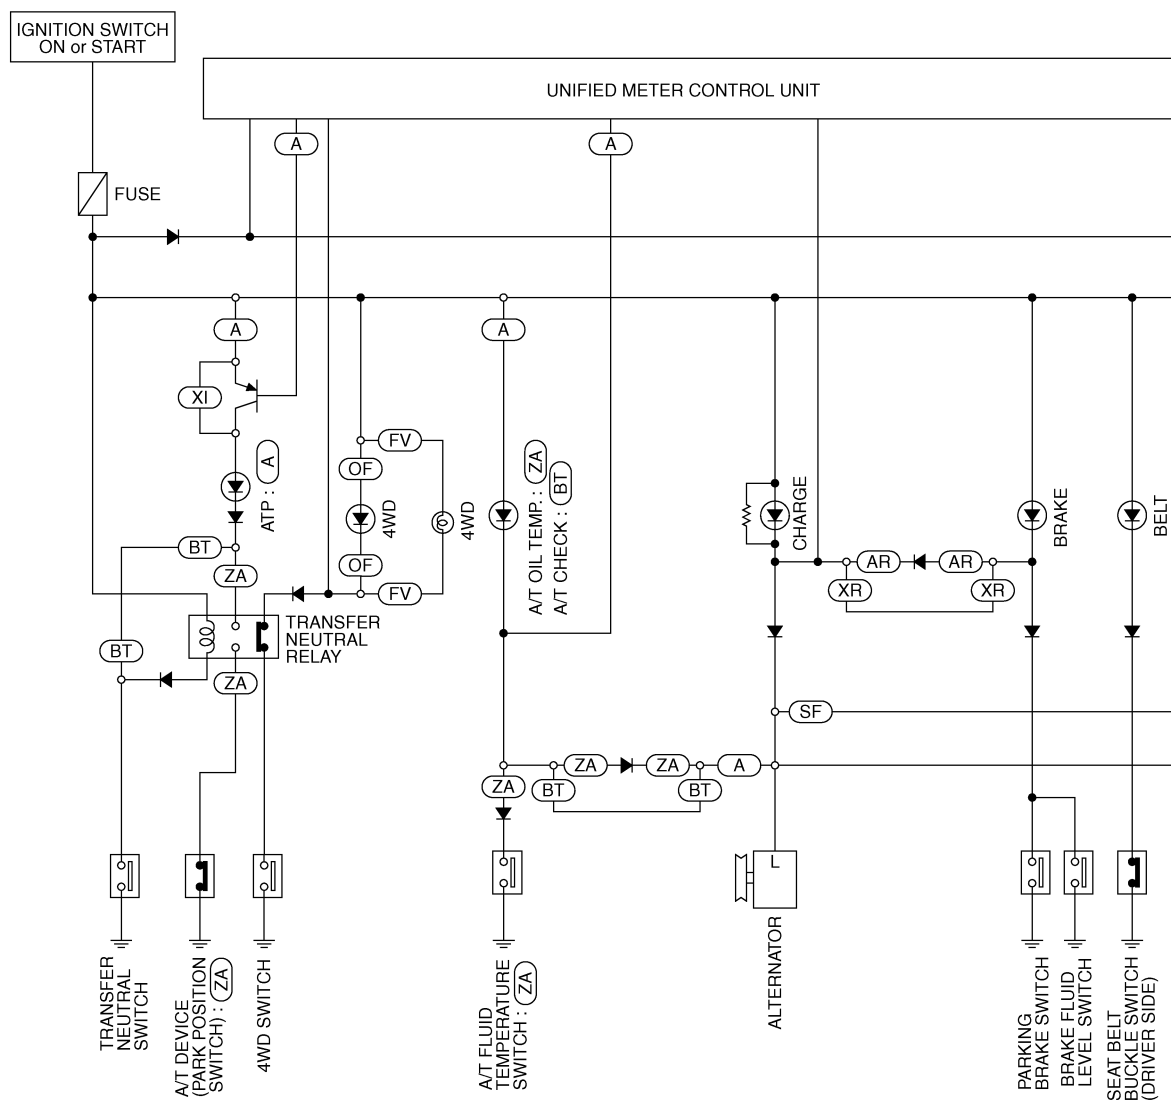 IGNITION SWITCH
ON or START
UNIFIED METER CONTROL UNIT
A
A
FUSE
A
A
XI
FV
OF
ATP : A
4WD
4WD
A/T OIL TEMP. : ZA
A/T CHECK : BT
CHARGE
BRAKE
BELT
BT
ZA
OF
FV
AR
AR
XR
XR
TRANSFER
NEUTRAL
RELAY
BT
ZA
SF
ZA
ZA
A
ZA
BT
BT
L
TRANSFER
NEUTRAL
SWITCH
A/T DEVICE
(PARK POSITION
SWITCH) : ZA
4WD SWITCH
A/T FLUID
TEMPERATURE
SWITCH : ZA
ALTERNATOR
PARKING
BRAKE SWITCH
BRAKE FLUID
LEVEL SWITCH
SEAT BELT
BUCKLE SWITCH
(DRIVER SIDE)